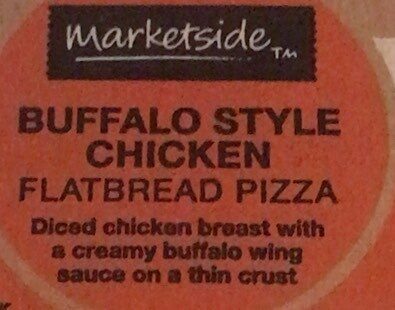 marketside™
BUFFALO STYLE
CHICKEN
FLATBREAD PIZZA
Diced chicken breast with
a creamy buffalo wing
sauce on a thin crust